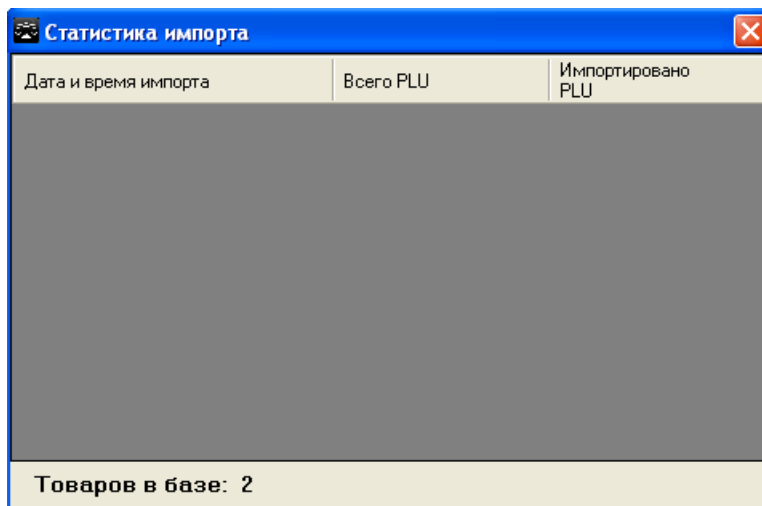 Статистика импорта
Дата и время импорта Всего PLU Импортировано
PLU
Товаров в базе: 2